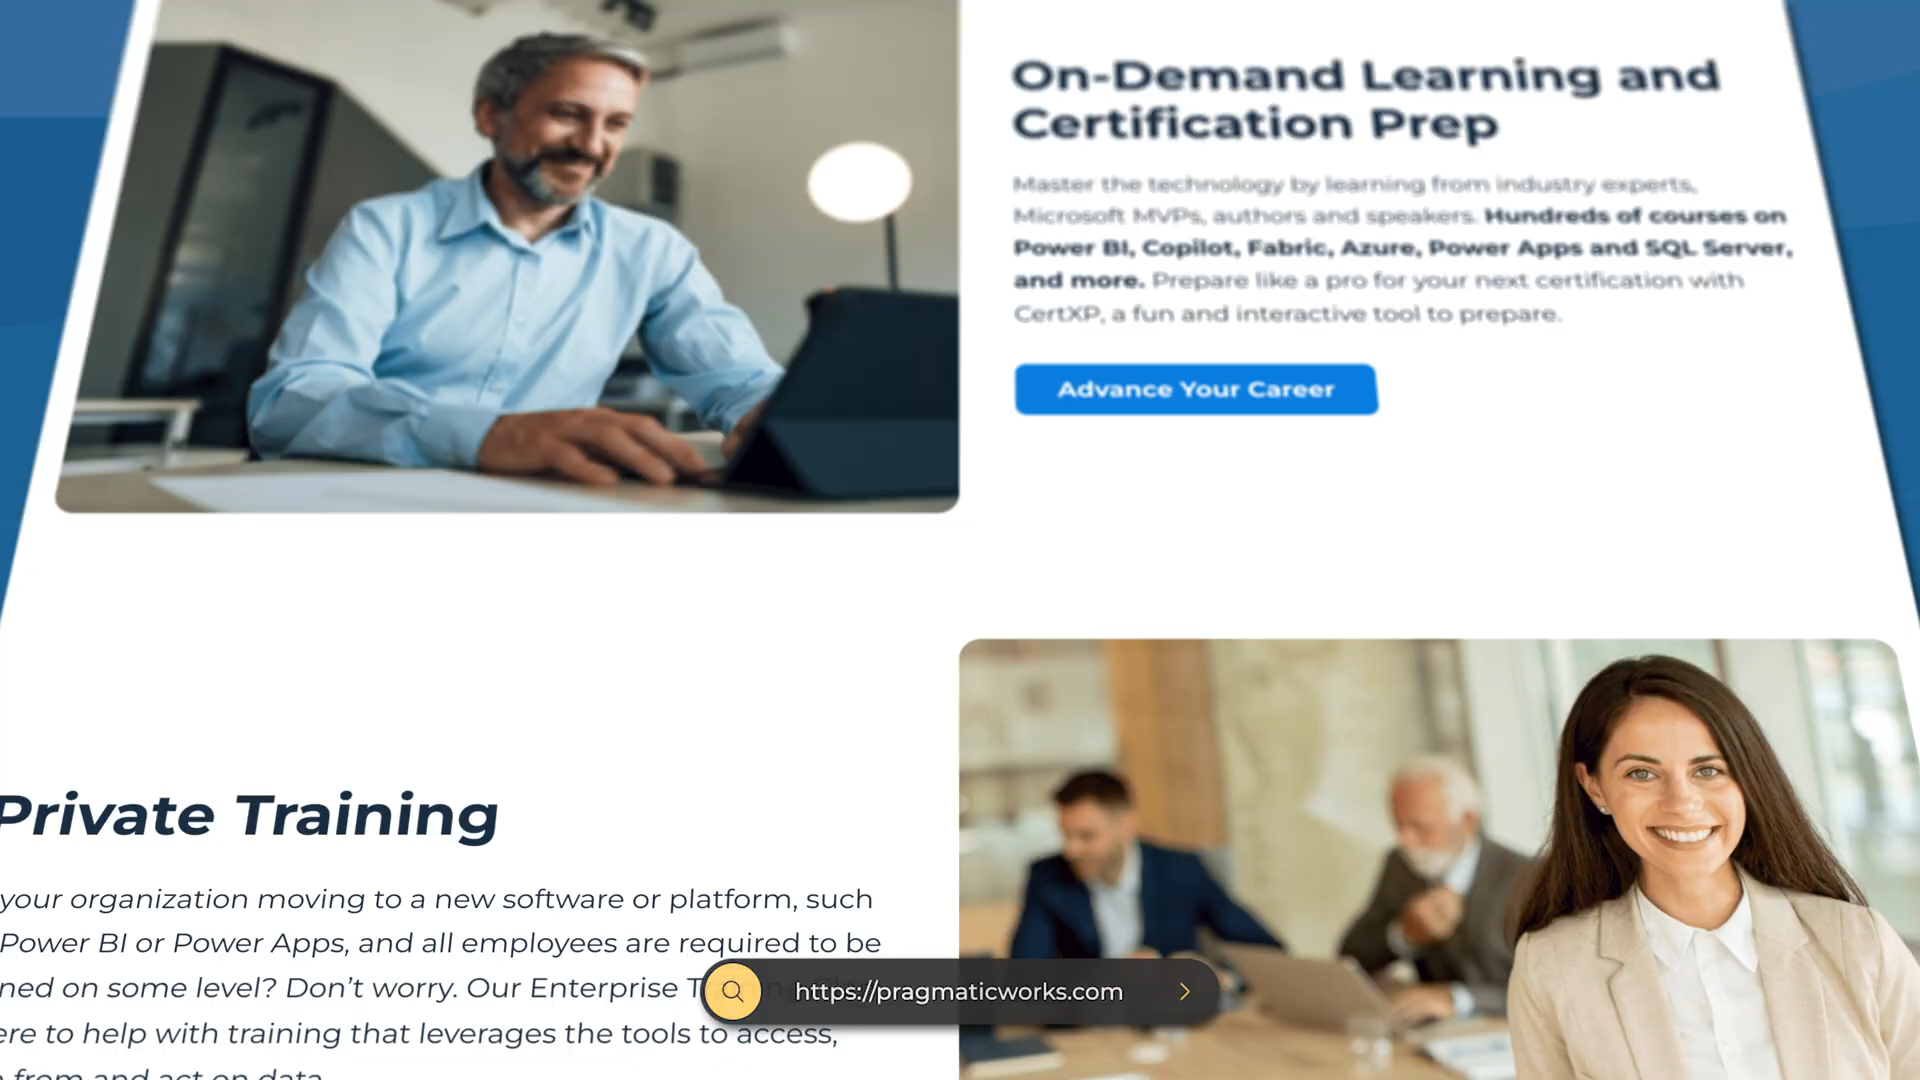 On-Demand Learning and
Certification Prep
Master the technology by learning from industry experts,
Microsoft MVPs, authors and speakers. Hundreds of courses on
Power BI, Copilot, Fabric, Azure, Power Apps and SQL Server,
and more. Prepare like a pro for your next certification with
CertXP, a fun and interactive tool to prepare.
Advance Your Career
Private Training
your organization moving to a new software or platform, such
Power BI or Power Apps, and all employees are required to be
ned on some level? Don't worry. Our Enterprise
ere to help with training that leverages the tools to access,
from and act on data
https://pragmaticworks.com